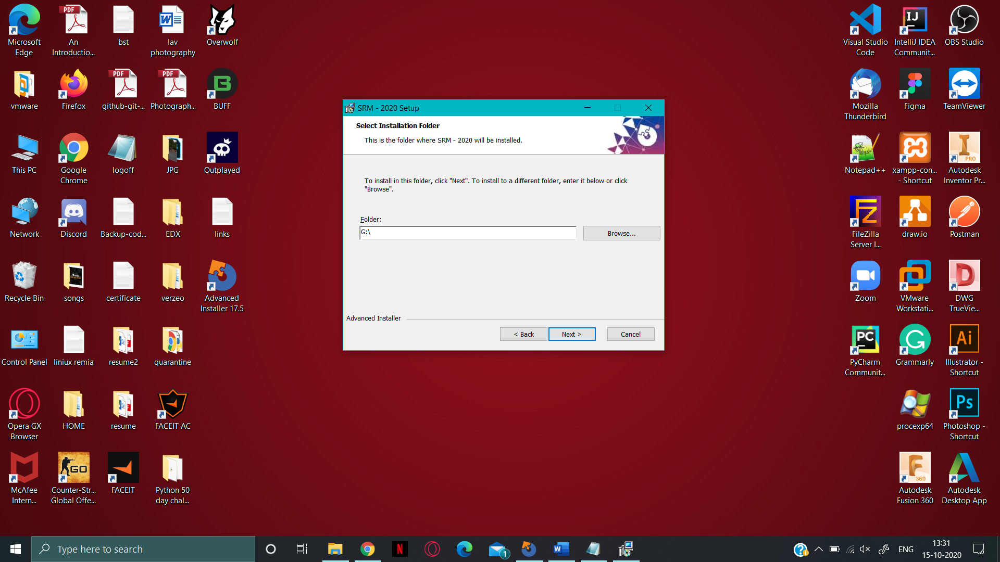 Microsoft
Edge
An
Introductio...
bst
lav
photography
Overwolf
vmware
Firefox
github-git-...
Photograph...
BUFF
This PC
Google
Chrome
logoff
JPG
Outplayed
Network
Discord
Backup-cod...
EDX
links
Recycle Bin
songs
certificate
verzeo
Advanced
Installer 17.5
Control Panel
liniux remia
resume2
quarantine
Opera GX
Browser
HOME
resume
FACEIT AC
McAfee
Intern...
Counter-Str...
Global Offe...
FACEIT
Python 50
day chal...
SRM - 2020 Setup
Select Installation Folder
This is the folder where SRM - 2020 will be installed.
To install in this folder, click "Next". To install to a different folder, enter it below or click
"Browse".
Folder:
G:\
Browse...
Advanced Installer
< Back
Next >
Cancel
Visual Studio
Code
IntelliJ IDEA
Communit...
OBS Studio
Mozilla
Thunderbird
Figma
TeamViewer
Notepad++
xampp-con...
- Shortcut
Autodesk
Inventor Pr...
FileZilla
Server I...
draw.io
Postman
Zoom
VMware
Workstati...
DWG
TrueVie...
PyCharm
Communit...
Grammarly
Illustrator -
Shortcut
procexp64
Photoshop -
Shortcut
Autodesk
Fusion 360
Autodesk
Desktop App
Type here to search
1
ENG
13:31
15-10-2020